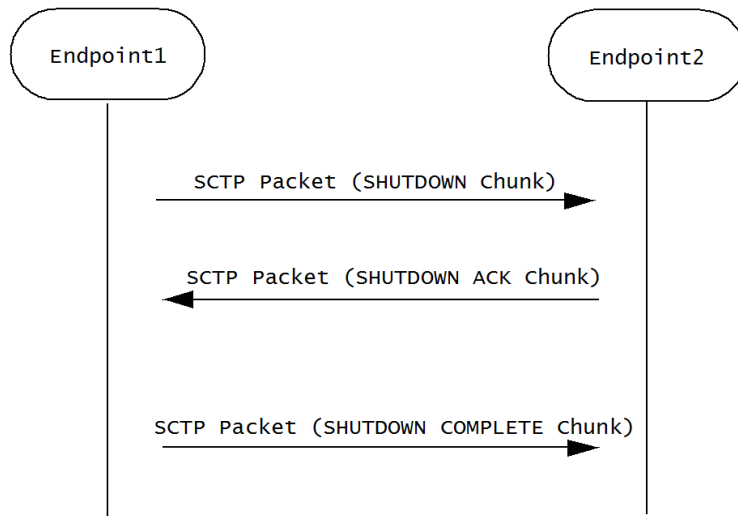 Endpoint1
Endpoint2
SCTP Packet (SHUTDOWN Chunk)
SCTP Packet (SHUTDOWN ACK Chunk)
SCTP Packet (SHUTDOWN COMPLETE Chunk)